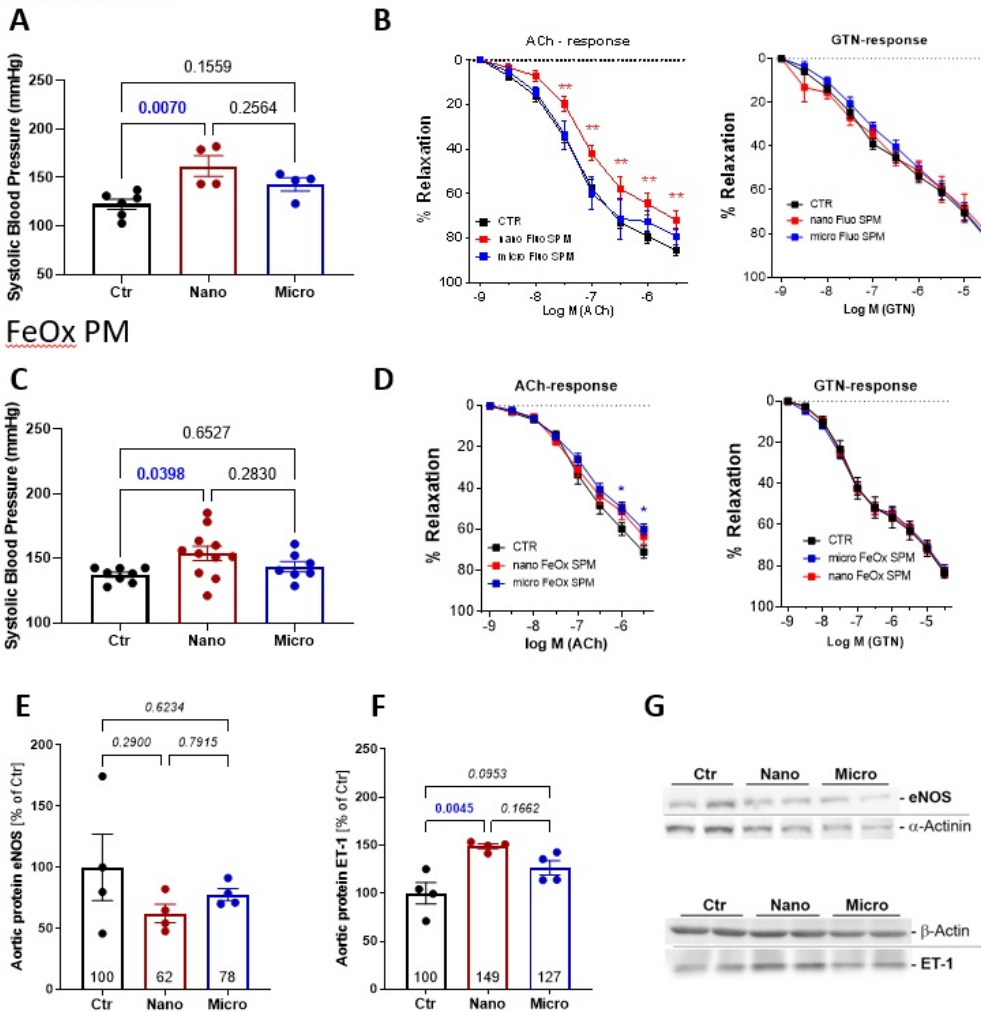 A
Systolic Blood Pressure (mmHg)
250
200
150
100
50
0.1559
0.0070
0.2564
Ctr
Nano
Micro
B
ACh - response
% Relaxation
0
20
40
60
80
100
**
**
**
**
**
CTR
nano Fluo SPM
micro Fluo SPM
-9
-8
-7
-6
Log M (ACh)
GTN-response
% Relaxation
0
20
40
60
80
100
CTR
nano Fluo SPM
micro Fluo SPM
-9
-8
-7
-6
-5
Log M (GTN)
FeOx PM
C
Systolic Blood Pressure (mmHg)
250
200
150
100
0.6527
0.0398
0.2830
Ctr
Nano
Micro
D
ACh-response
% Relaxation
0
20
40
60
80
100
*
*
CTR
nano FeOx SPM
micro FeOx SPM
-9
-8
-7
-6
log M (ACh)
GTN-response
% Relaxation
0
20
40
60
80
100
CTR
micro FeOx SPM
nano FeOx SPM
-9
-8
-7
-6
-5
Log M (GTN)
E
Aortic protein eNOS [% of Ctr]
200
150
100
50
0
0.6234
0.2900
0.7915
100
62
78
Ctr
Nano
Micro
F
Aortic protein ET-1 [% of Ctr]
250
200
150
100
50
0
0.0953
0.0045
0.1662
100
149
127
Ctr
Nano
Micro
G
Ctr Nano Micro
- eNOS
- α-Actinin
Ctr Nano Micro
- β-Actin
- ET-1